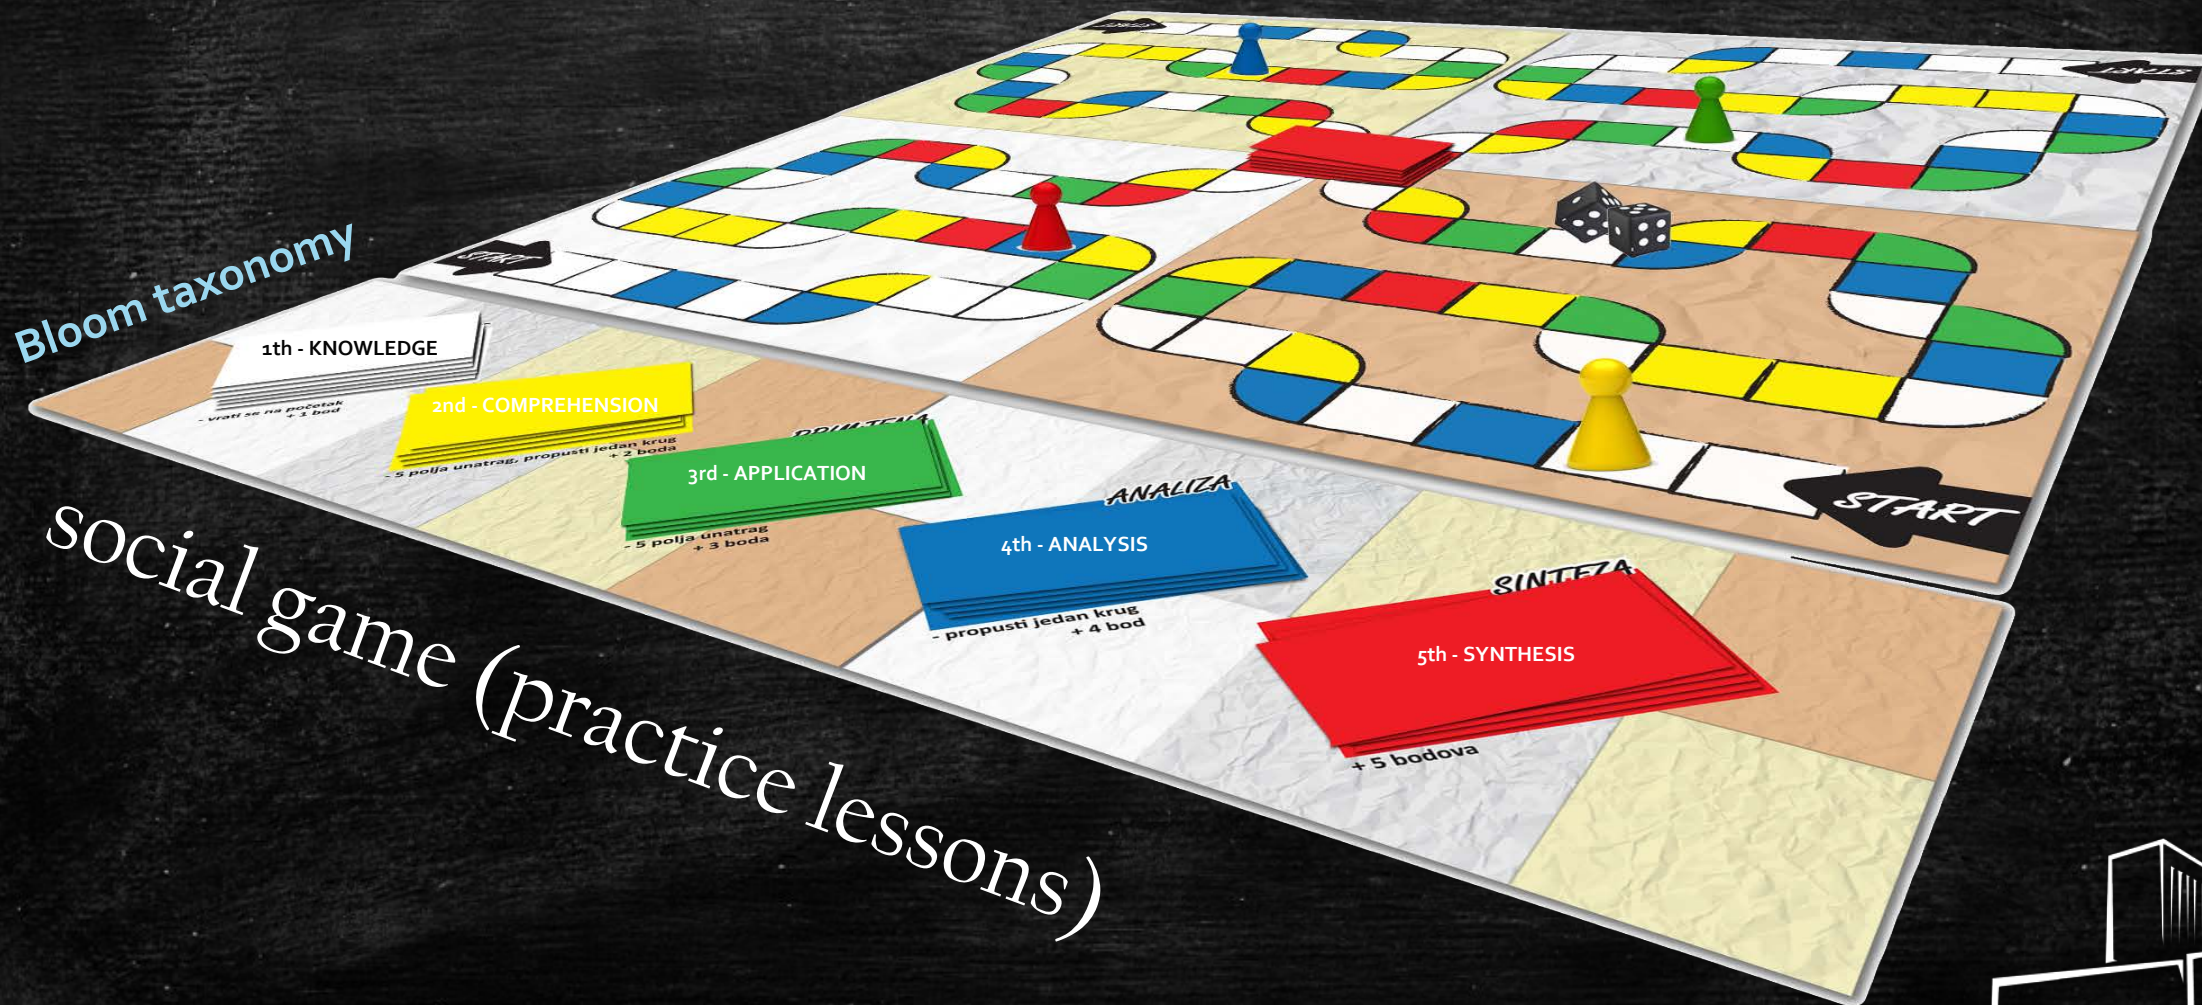 START
START
START
START
Bloom taxonomy
1th - KNOWLEDGE
- vrati se na početak
+ 1 bod
2nd - COMPREHENSION
- 5 polja unatrag, propusti jedan krug
+ 2 boda
PRIMJENA
3rd - APPLICATION
- 5 polja unatrag
+ 3 boda
ANALIZA
4th - ANALYSIS
- propusti jedan krug
+ 4 bod
SINTEZA
5th - SYNTHESIS
+ 5 bodova
social game (practice lessons)